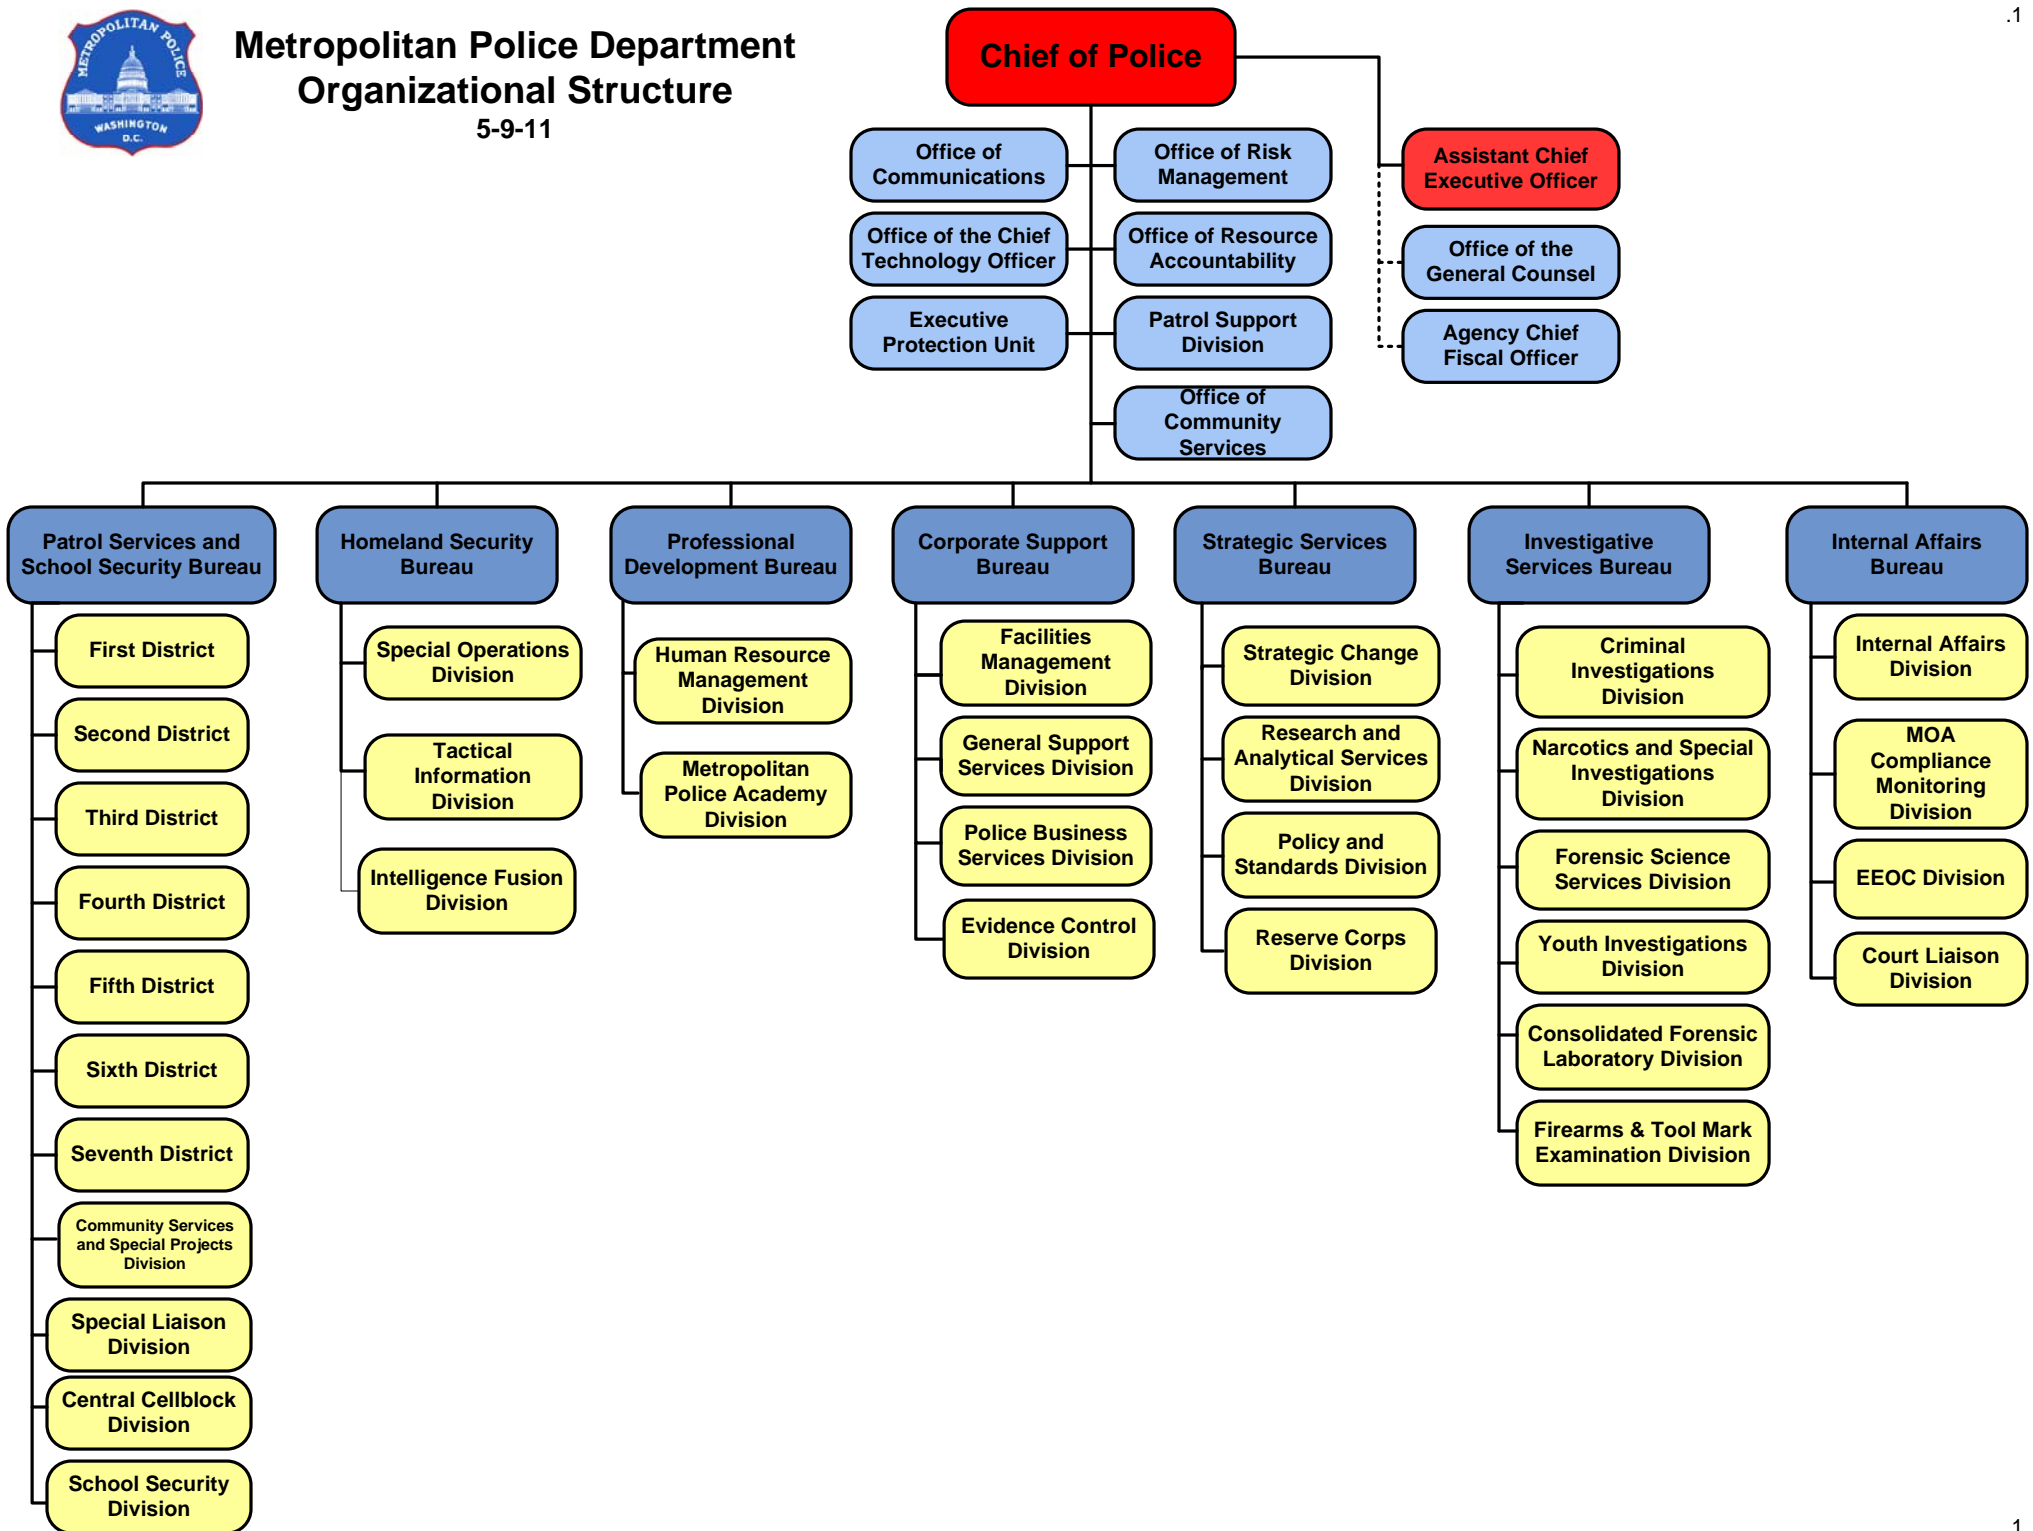 METROPOLITAN POLICE
WASHINGTON
D.C.
Metropolitan Police Department
Organizational Structure
5-9-11
.1
Chief of Police
Office of
Communications
Office of Risk
Management
Assistant Chief
Executive Officer
Office of the Chief
Technology Officer
Office of Resource
Accountability
Office of the
General Counsel
Executive
Protection Unit
Patrol Support
Division
Agency Chief
Fiscal Officer
Office of
Community
Services
Patrol Services and
School Security Bureau
First District
Second District
Third District
Fourth District
Fifth District
Sixth District
Seventh District
Community Services
and Special Projects
Division
Special Liaison
Division
Central Cellblock
Division
School Security
Division
Homeland Security
Bureau
Special Operations
Division
Tactical
Information
Division
Intelligence Fusion
Division
Professional
Development Bureau
Human Resource
Management
Division
Metropolitan
Police Academy
Division
Corporate Support
Bureau
Facilities
Management
Division
General Support
Services Division
Police Business
Services Division
Evidence Control
Division
Strategic Services
Bureau
Strategic Change
Division
Research and
Analytical Services
Division
Policy and
Standards Division
Reserve Corps
Division
Investigative
Services Bureau
Criminal
Investigations
Division
Narcotics and Special
Investigations
Division
Forensic Science
Services Division
Youth Investigations
Division
Consolidated Forensic
Laboratory Division
Firearms & Tool Mark
Examination Division
Internal Affairs
Bureau
Internal Affairs
Division
MOA
Compliance
Monitoring
Division
EEOC Division
Court Liaison
Division
1